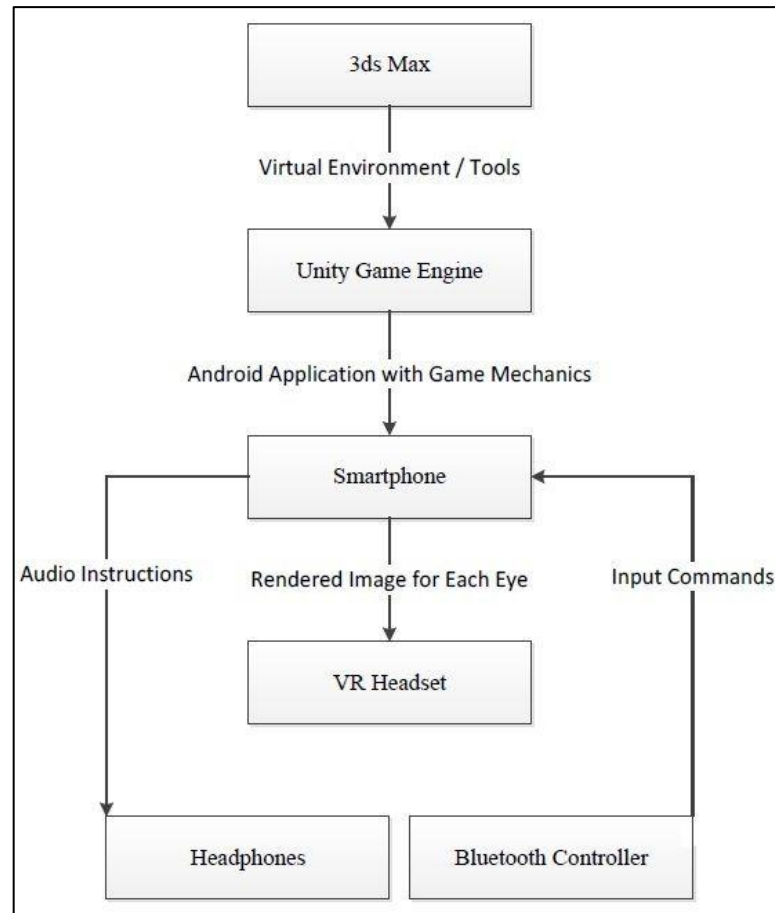 3ds Max
Virtual Environment / Tools
Unity Game Engine
Android Application with Game Mechanics
Smartphone
Audio Instructions
Rendered Image for Each Eye
Input Commands
VR Headset
Headphones
Bluetooth Controller